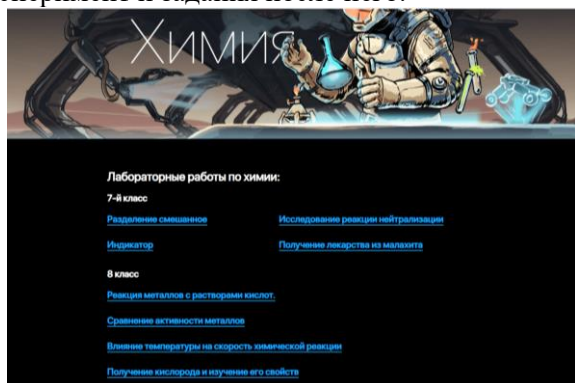 Химия
Лабораторные работы по химии:
7-й класс
Разделение смешанное
Исследование реакции нейтрализации
Индикатор
Получение лекарства из малахита
8 класс
Реакция металлов с растворами кислот.
Сравнение активности металлов
Влияние температуры на скорость химической реакции
Получение кислорода и изучение его свойств